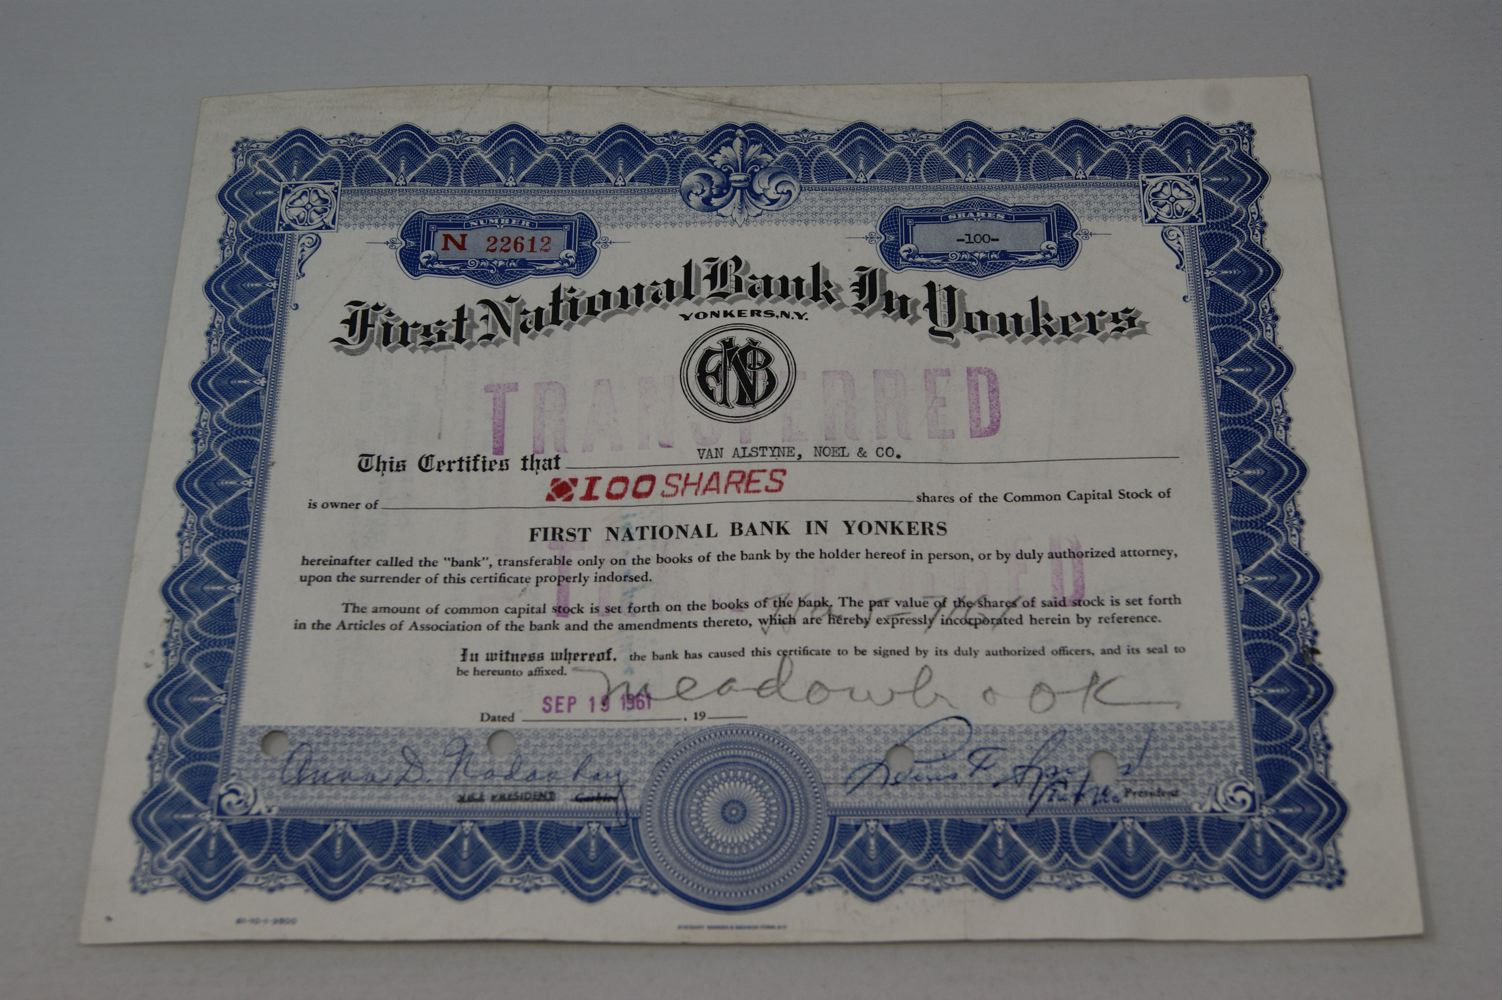 NUMBER
N 22612
SHARES
-100-
First National Bank In Yonkers
YONKERS, N.Y.
FNB
TRANSFERRED
This Certifies that VAN ALSTYNE, NOEL & CO.
is owner of 100 SHARES shares of the Common Capital Stock of
FIRST NATIONAL BANK IN YONKERS
hereinafter called the "bank", transferable only on the books of the bank by the holder hereof in person, or by duly authorized attorney,
upon the surrender of this certificate properly indorsed.
The amount of common capital stock is set forth on the books of the bank. The par value of the shares of said stock is set forth
in the Articles of Association of the bank and the amendments thereto, which are hereby expressly incorporated herein by reference.
In witness whereof, the bank has caused this certificate to be signed by its duly authorized officers, and its seal to
be hereunto affixed.
meadowbrook
Dated SEP 19 1961, 19
Anna D.
VICE PRESIDENT Cashier
President